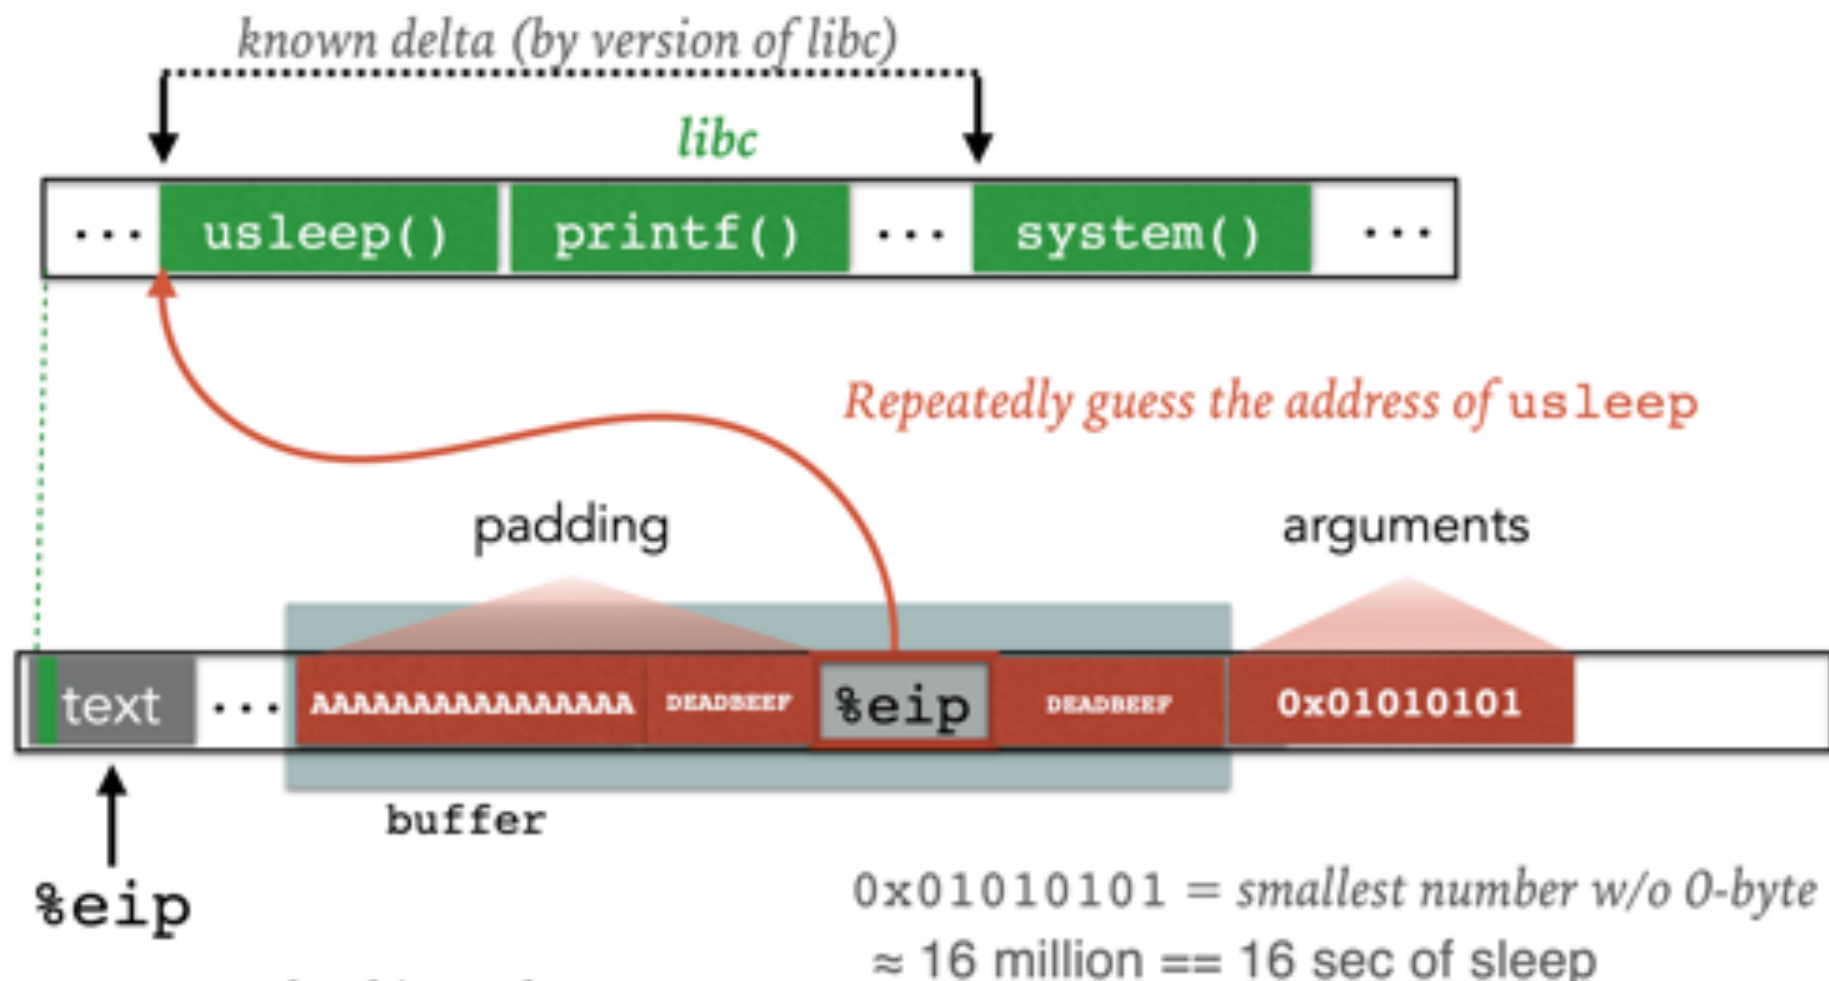 known delta (by version of libc)
libc
... usleep() printf() ... system() ...
Repeatedly guess the address of usleep
padding
arguments
text ... AAAAAAAAAAAAAAAA DEADBEEF %eip DEADBEEF 0x01010101
buffer
%eip
0x01010101 = smallest number w/o 0-byte
≈ 16 million == 16 sec of sleep